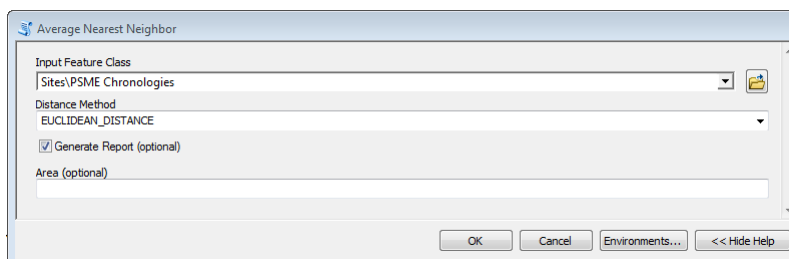 Average Nearest Neighbor
Input Feature Class
Sites\PSME Chronologies
Distance Method
EUCLIDEAN_DISTANCE
Generate Report (optional)
Area (optional)
OK Cancel Environments... << Hide Help